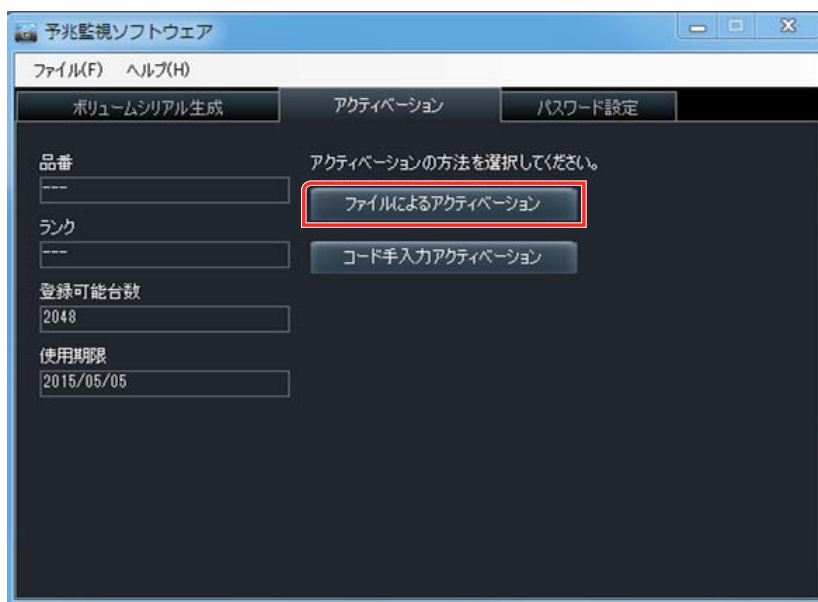 予兆監視ソフトウェア
ファイル(F) ヘルプ(H)
ボリュームシリアル生成 アクティベーション パスワード設定
品番
---
ランク
---
登録可能台数
2048
使用期限
2015/05/05
アクティベーションの方法を選択してください。
ファイルによるアクティベーション
コード手入力アクティベーション